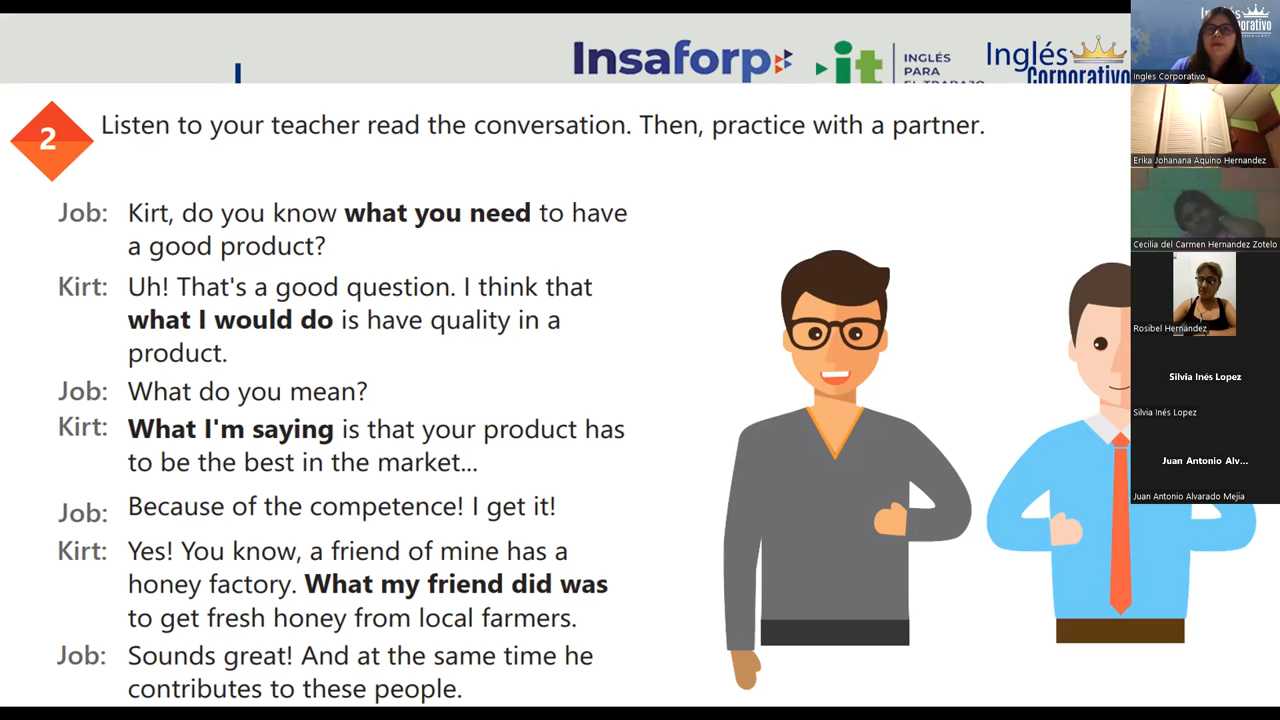 Insaforp
it
INGLÉS
PARA
EL TRABAJO
Inglés
Corporativo
2
Listen to your teacher read the conversation. Then, practice with a partner.
Job: Kirt, do you know what you need to have
a good product?
Kirt: Uh! That's a good question. I think that
what I would do is have quality in a
product.
Job: What do you mean?
Kirt: What I'm saying is that your product has
to be the best in the market...
Job: Because of the competence! I get it!
Kirt: Yes! You know, a friend of mine has a
honey factory. What my friend did was
to get fresh honey from local farmers.
Job: Sounds great! And at the same time he
contributes to these people.
Ingles Corporativo
Erika Johanana Aquino Hernandez
Cecilia del Carmen Hernandez Zotelo
Rosibel Hernández
Silvia Inés Lopez
Silvia Inés Lopez
Juan Antonio Alv...
Juan Antonio Alvarado Mejia